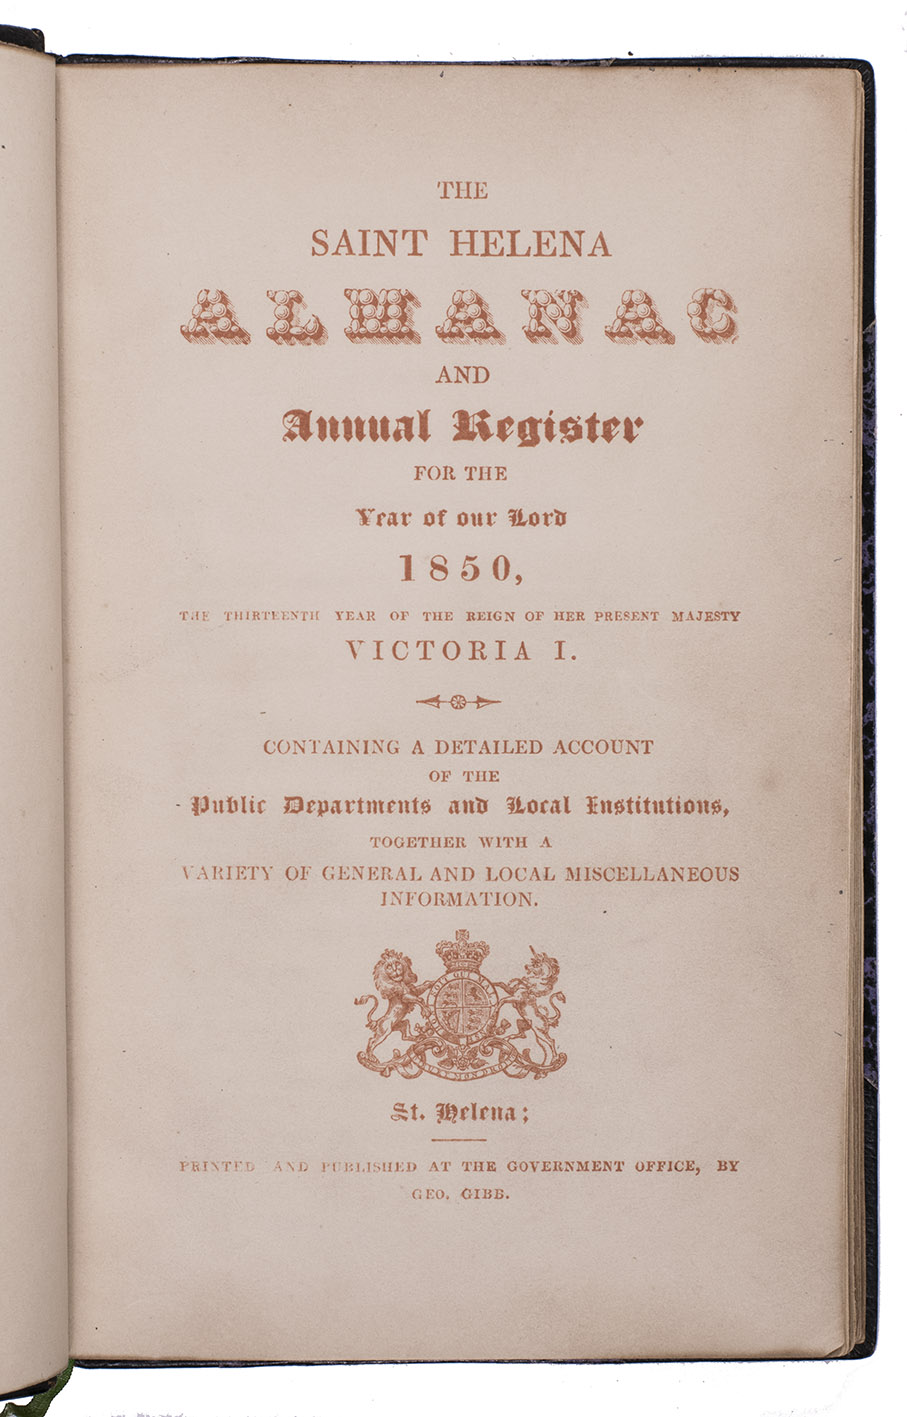 THE
SAINT HELENA
ALMANAC
AND
Annual Register
FOR THE
Year of our Lord
1850,
THE THIRTEENTH YEAR OF THE REIGN OF HER PRESENT MAJESTY
VICTORIA I.
CONTAINING A DETAILED ACCOUNT
OF THE
Public Departments and Local Institutions,
TOGETHER WITH A
VARIETY OF GENERAL AND LOCAL MISCELLANEOUS
INFORMATION.
St. Helena;
PRINTED AND PUBLISHED AT THE GOVERNMENT OFFICE, BY
GEO. GIBB.